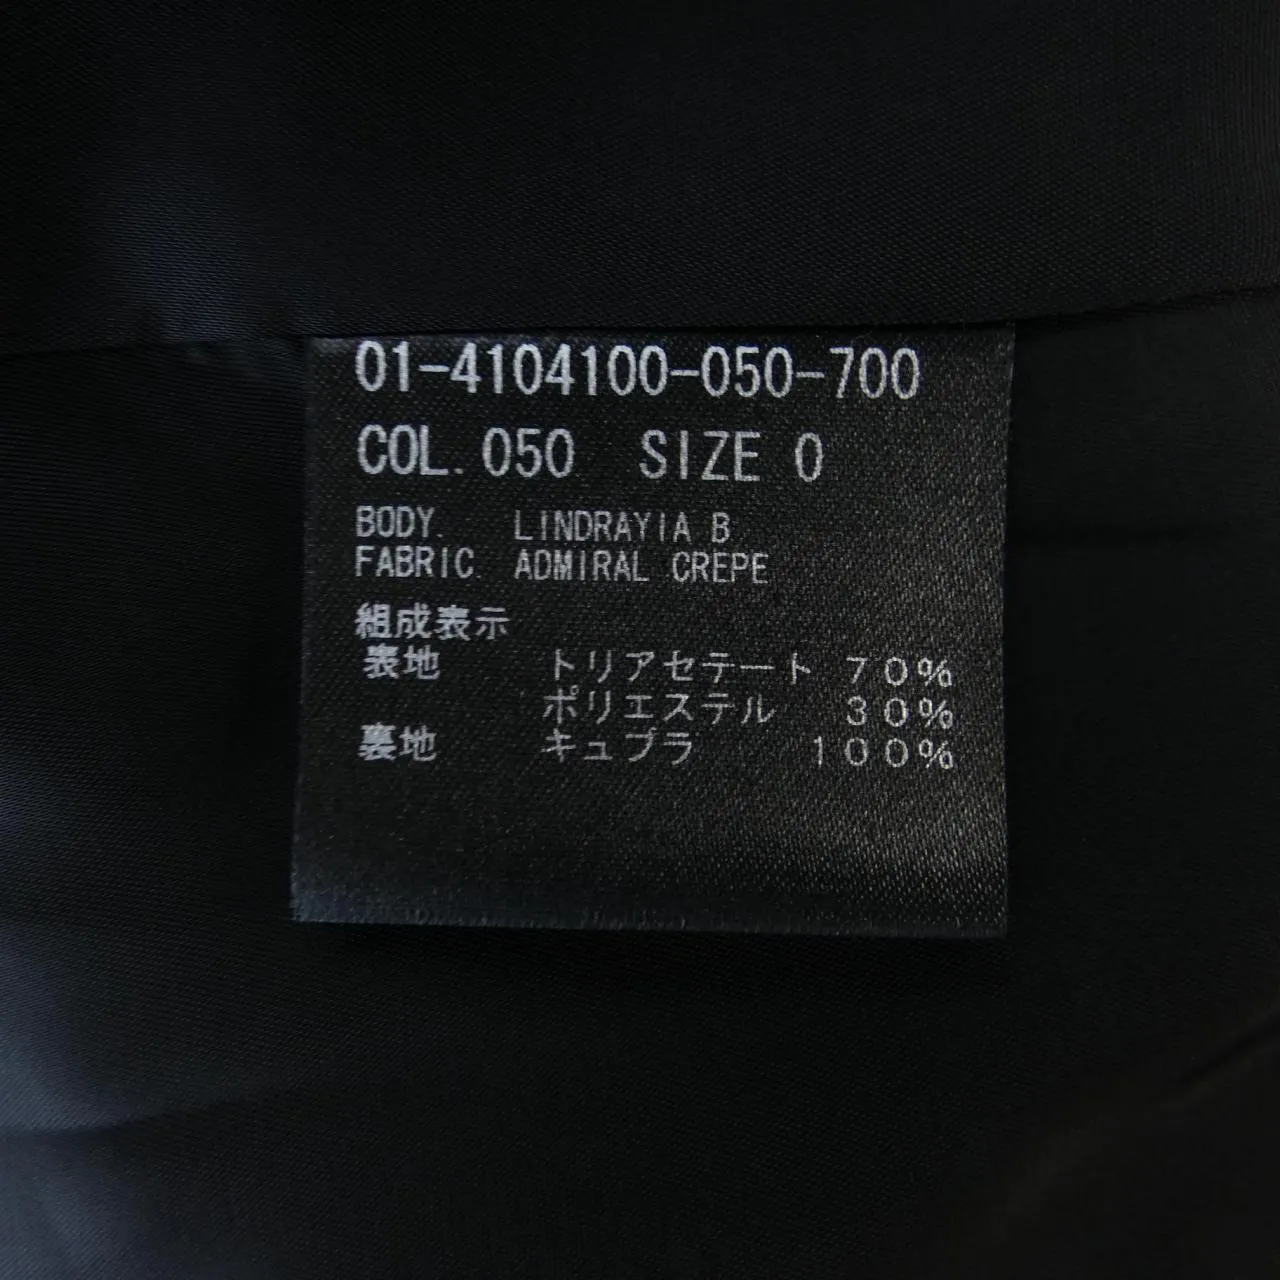 01-4104100-050-700
COL. 050 SIZE 0
BODY. LINDRAYIA B
FABRIC. ADMIRAL CREPE
組成表示
表地 トリアセテート 70%
ポリエステル 30%
裏地 キュプラ 100%